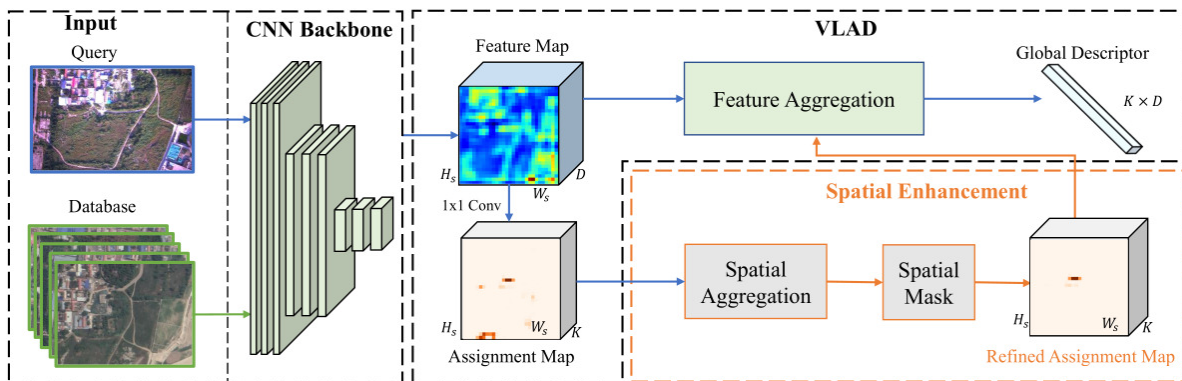 Input
Query
Database
CNN Backbone
VLAD
Feature Map
H_s
W_s
D
1x1 Conv
H_s
W_s
K
Assignment Map
Feature Aggregation
Global Descriptor
K × D
Spatial Enhancement
Spatial
Aggregation
Spatial
Mask
H_s
W_s
K
Refined Assignment Map